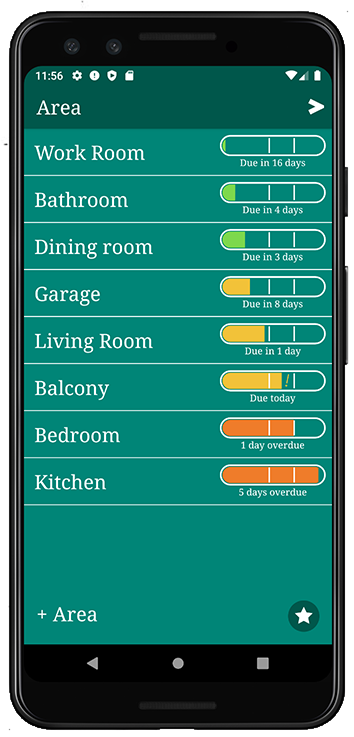 11:56
Area
Work Room
Due in 16 days
Bathroom
Due in 4 days
Dining room
Due in 3 days
Garage
Due in 8 days
Living Room
Due in 1 day
Balcony
!
Due today
Bedroom
1 day overdue
Kitchen
5 days overdue
+ Area